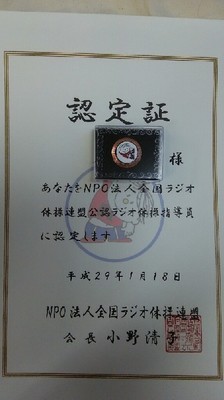 認定証
様
あなたをNPO法人全国ラジオ
体操連盟公認ラジオ体操指導員
に認定します
平成29年1月18日
NPO法人全国ラジオ体操連盟
会長 小野清子